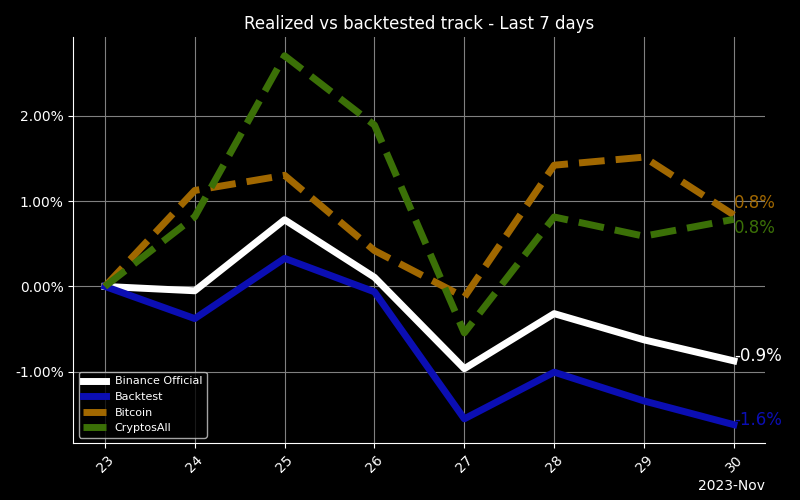 Realized vs backtested track - Last 7 days
2.00%
1.00%
0.00%
-1.00%
0.8%
0.8%
-0.9%
-1.6%
Binance Official
Backtest
Bitcoin
CryptosAll
23
24
25
26
27
28
29
30
2023-Nov